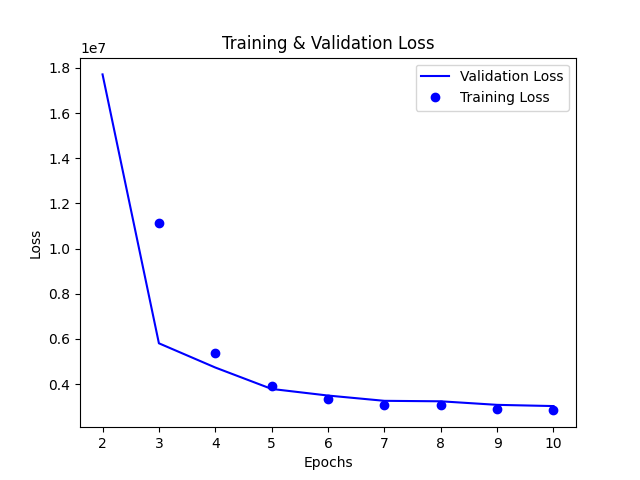 Training & Validation Loss
1e7
Validation Loss
Training Loss
1.8
1.6
1.4
1.2
1.0
0.8
0.6
0.4
Loss
2 3 4 5 6 7 8 9 10
Epochs